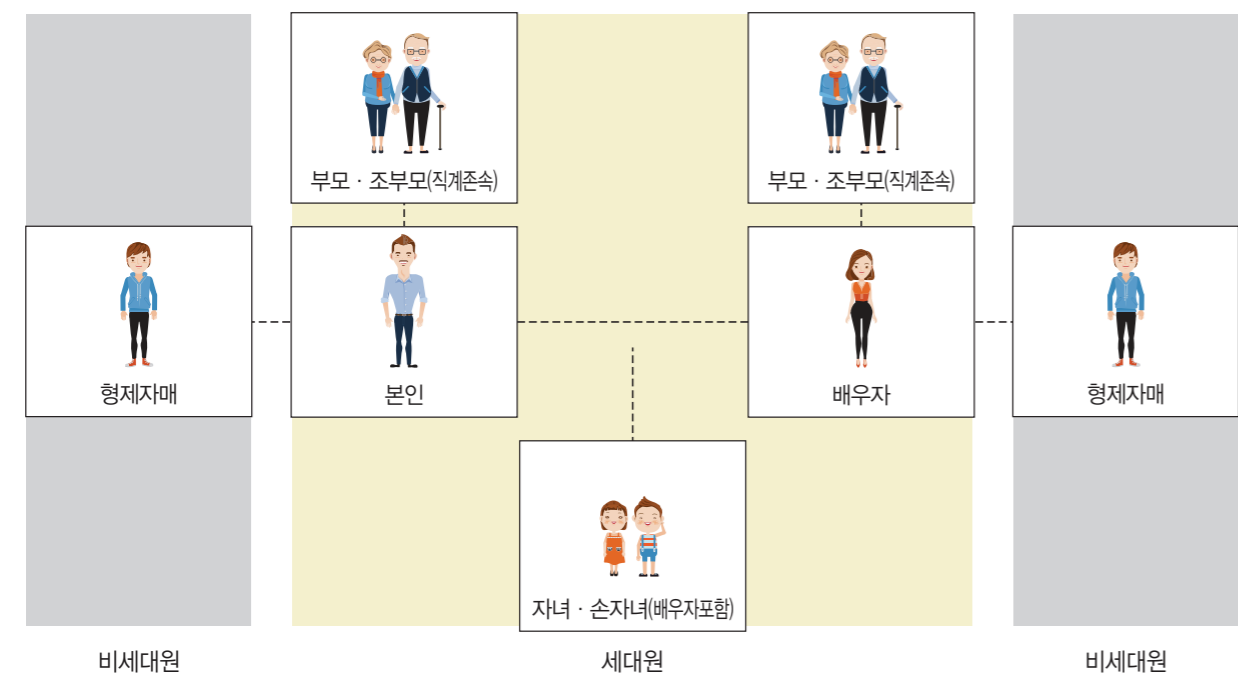 부모 · 조부모(직계존속)
부모 · 조부모(직계존속)
형제자매
본인
배우자
형제자매
자녀 · 손자녀(배우자포함)
비세대원
세대원
비세대원